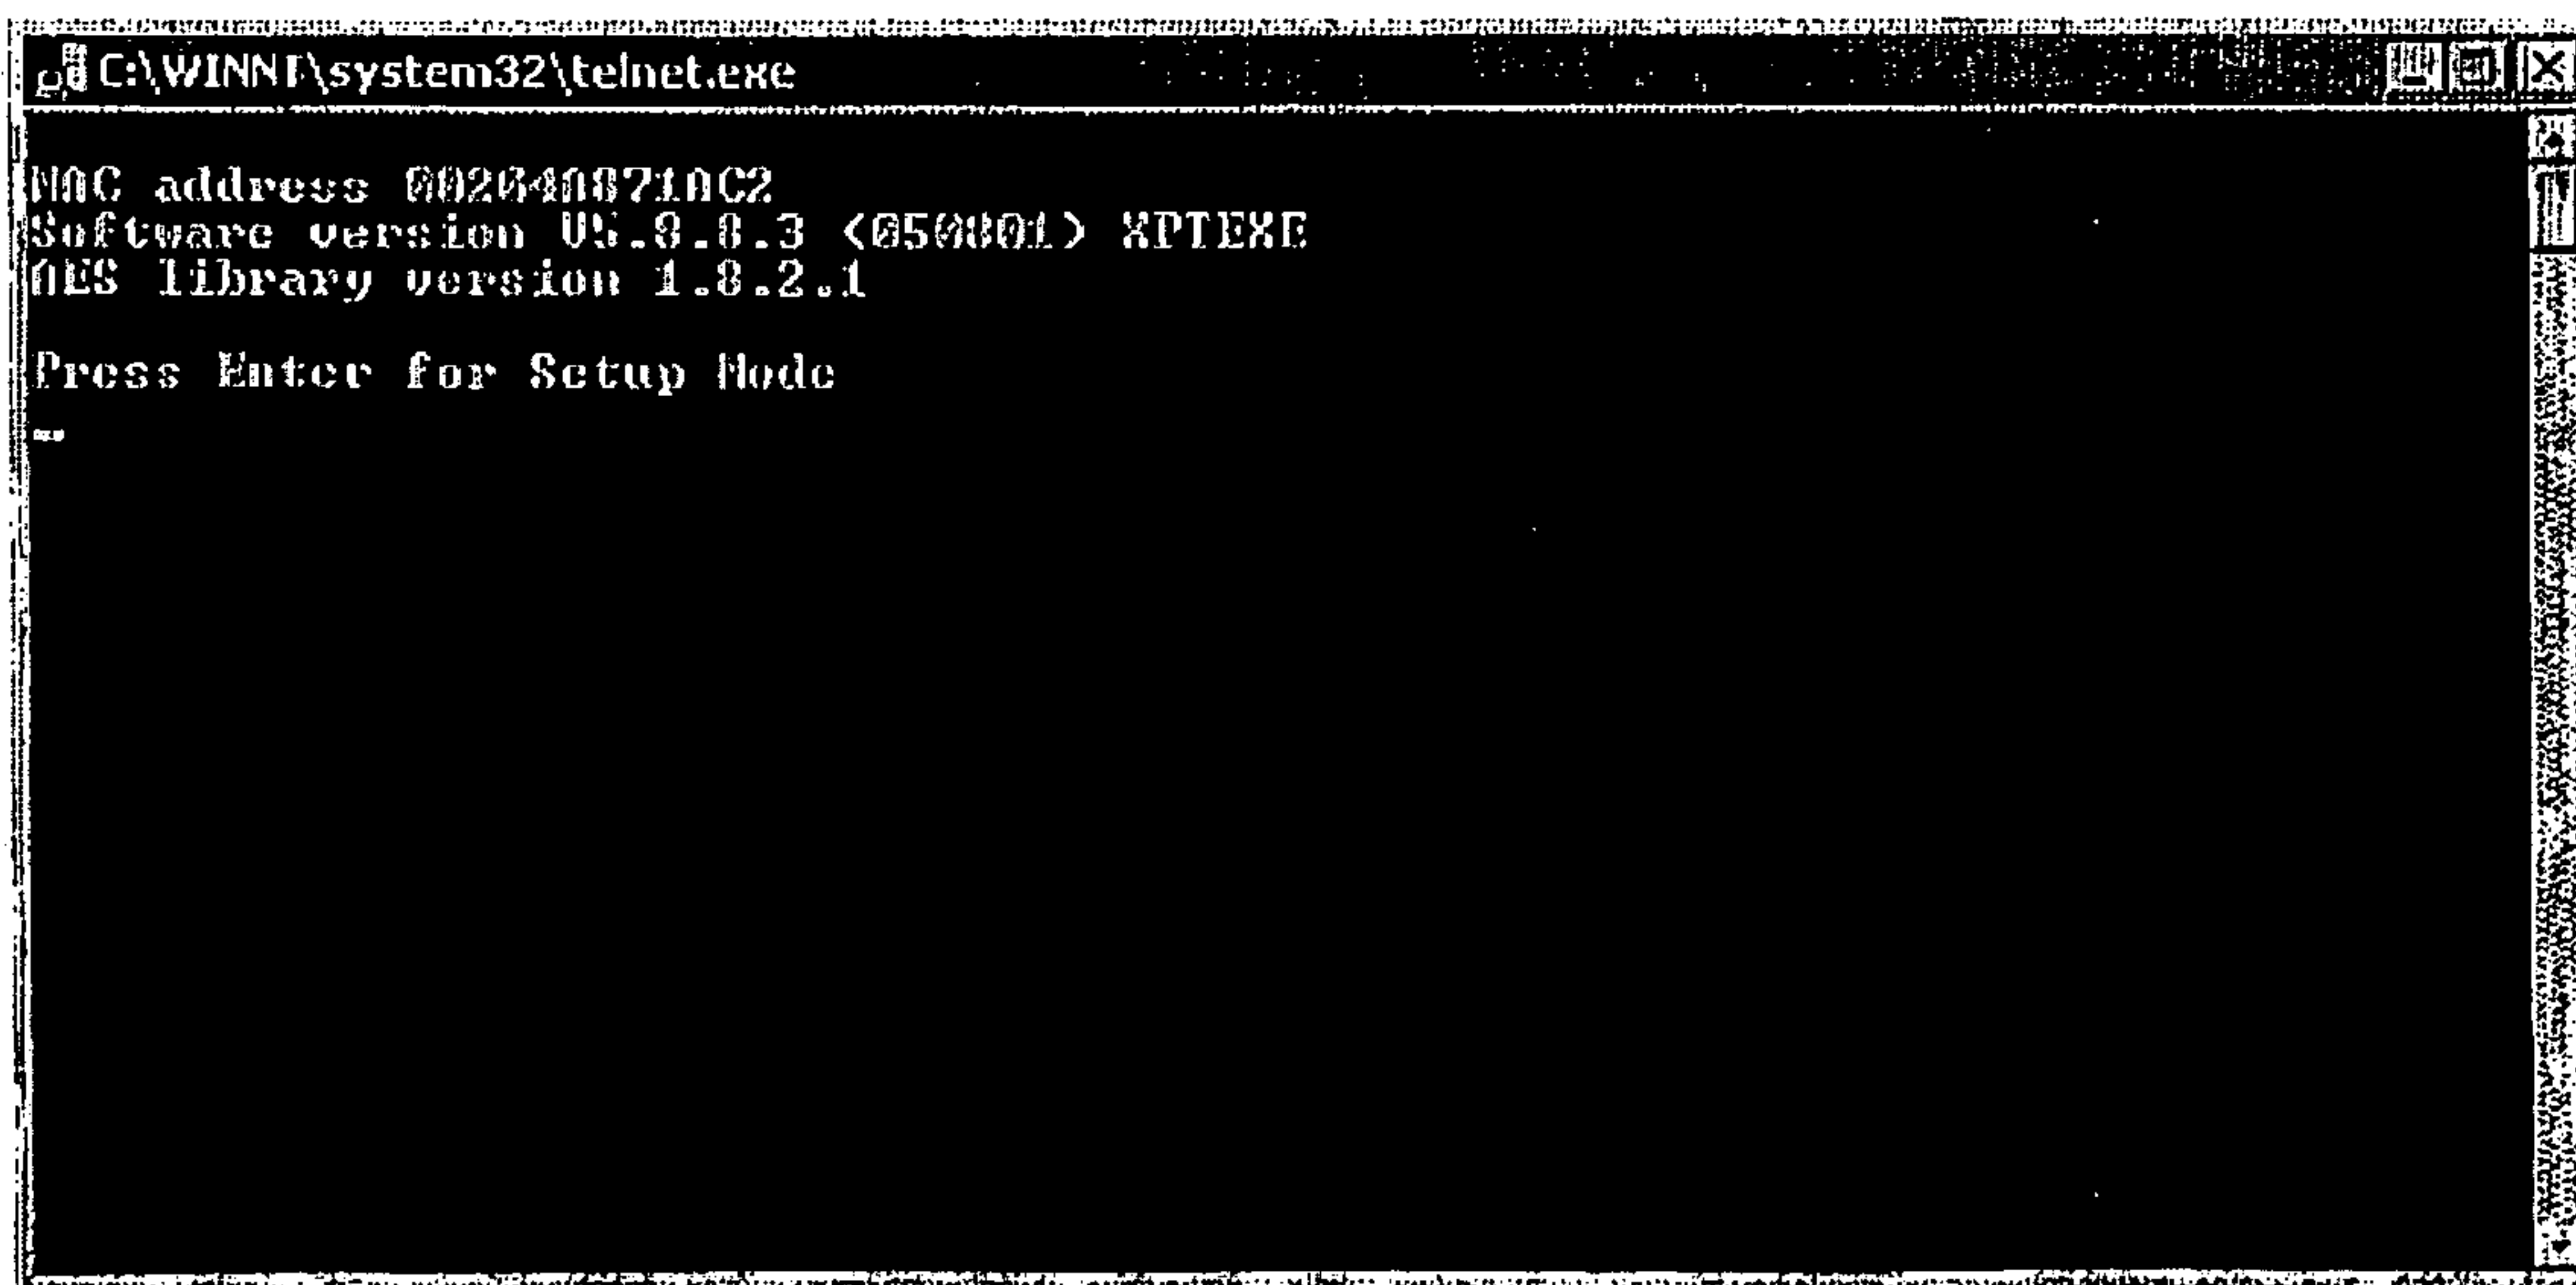 C:\WINNT\system32\telnet.exe
MAC address 00204A871AC2
Software version V5.8.8.3 (050801) XPTEXE
AES library version 1.8.2.1
Press Enter for Setup Mode